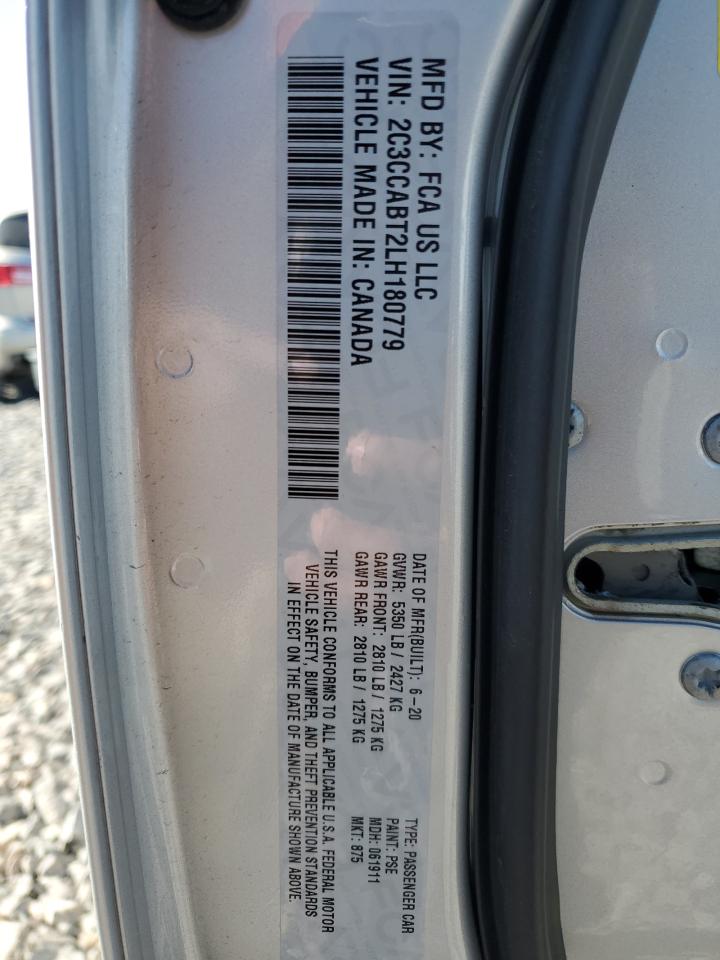 MFD BY: FCA US LLC
VIN: 2C3CCABT2LH180779
VEHICLE MADE IN: CANADA
DATE OF MFR(BUILT): 6-20
GVWR: 5350 LB / 2427 KG
GAWR FRONT: 2810 LB / 1275 KG
GAWR REAR: 2810 LB / 1275 KG
TYPE: PASSENGER CAR
PAINT: PSE
MDH: 061911
MKT: 875
THIS VEHICLE CONFORMS TO ALL APPLICABLE U.S.A. FEDERAL MOTOR
VEHICLE SAFETY, BUMPER, AND THEFT PREVENTION STANDARDS
IN EFFECT ON THE DATE OF MANUFACTURE SHOWN ABOVE.